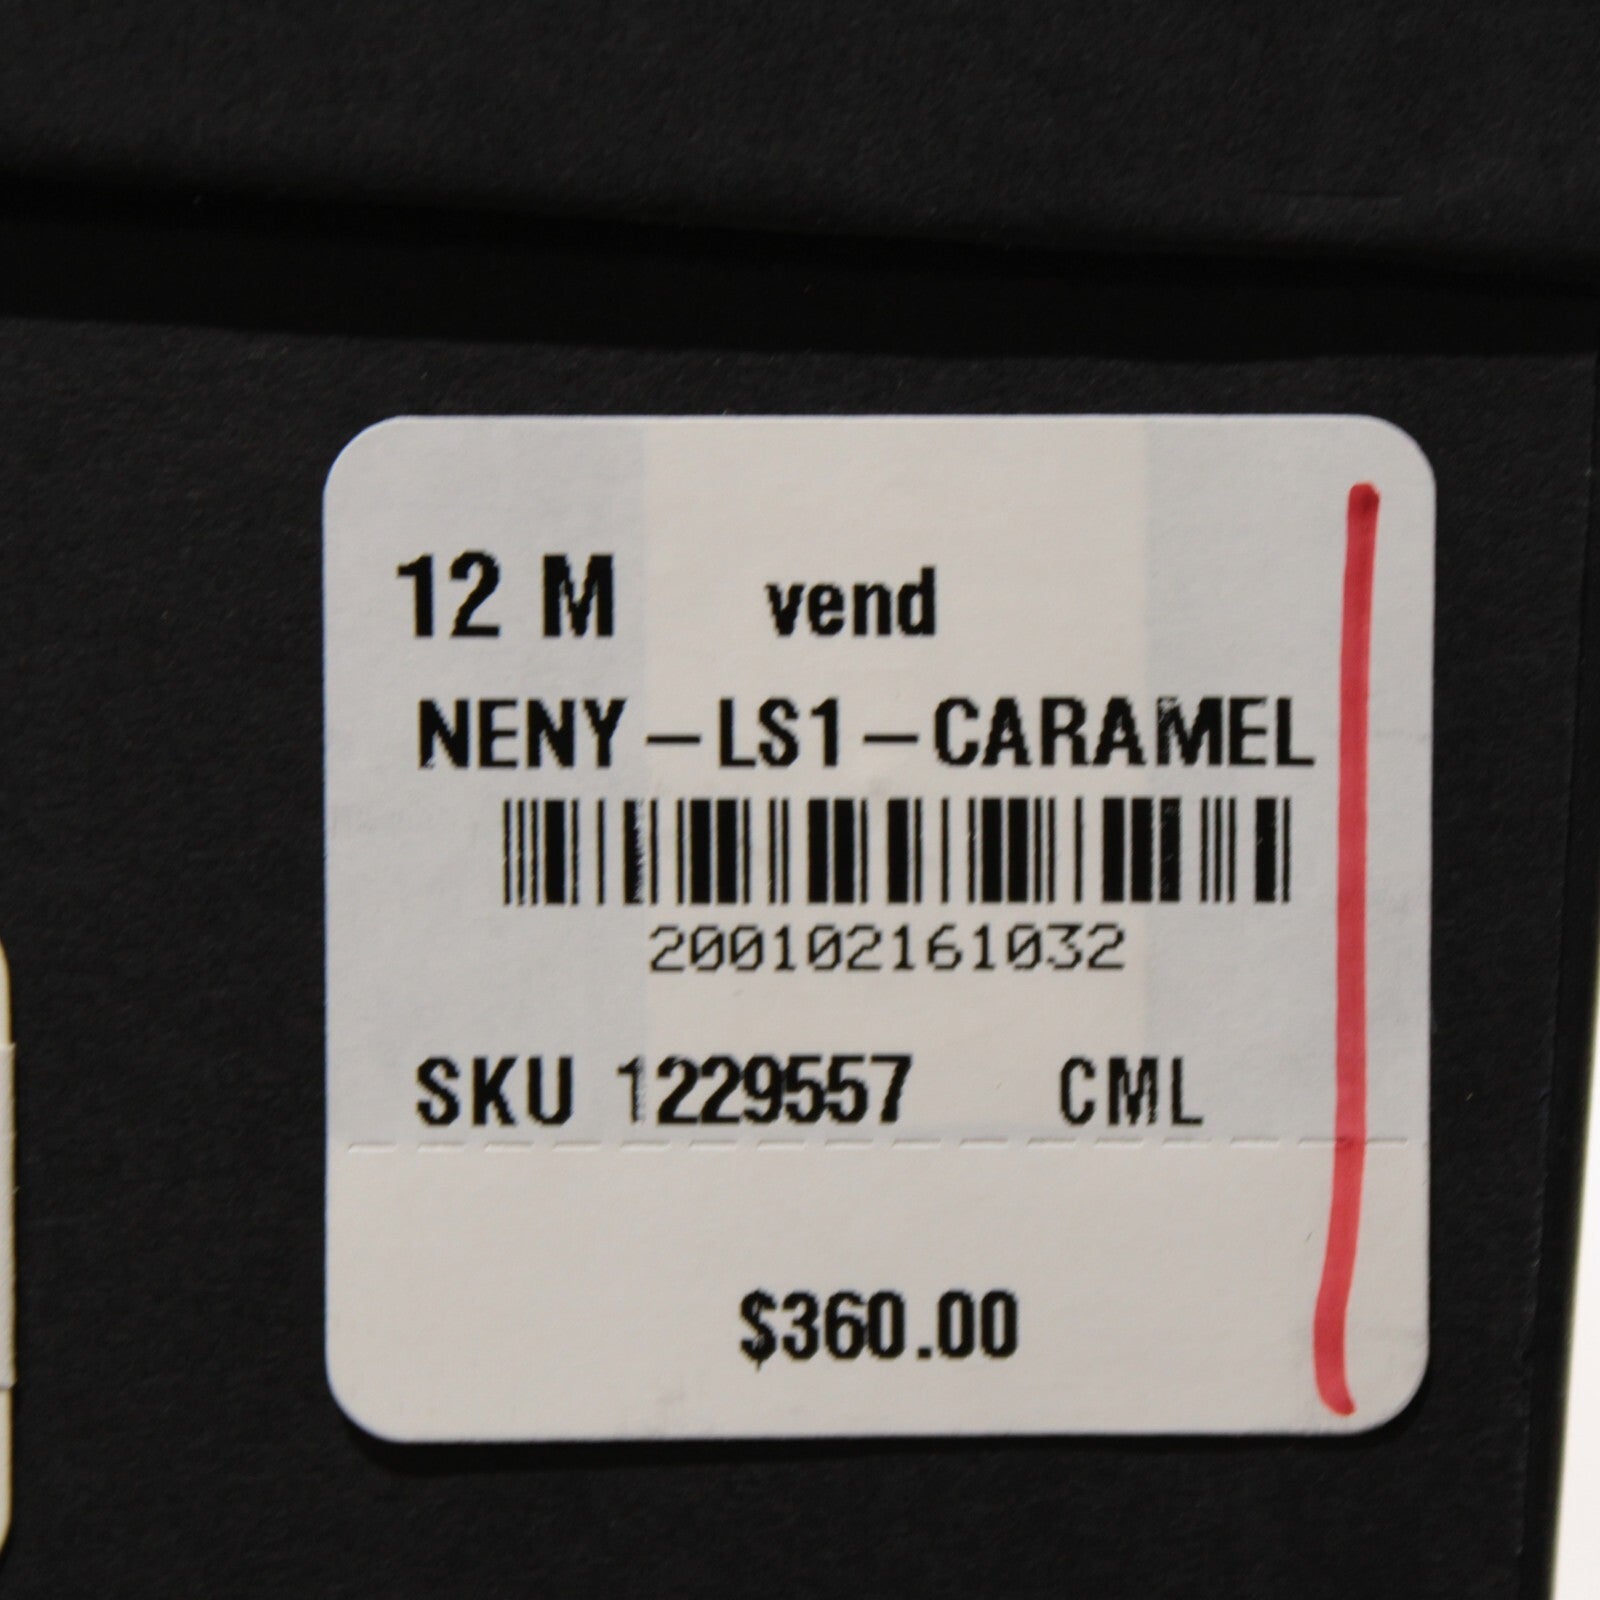 12 M vend
NENY-LS1-CARAMEL
200102161032
SKU 1229557 CML
$360.00